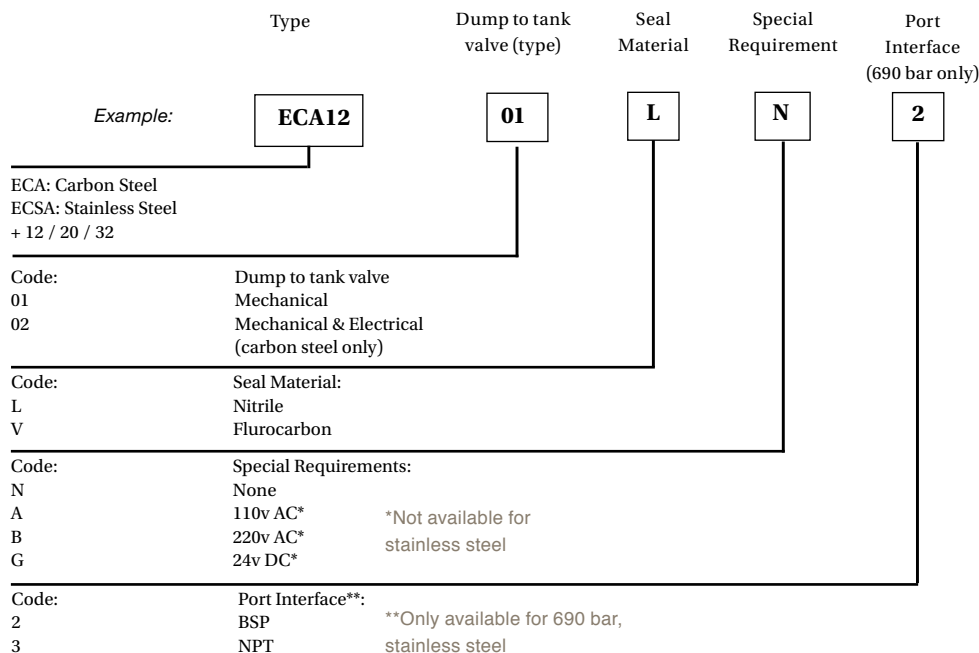 Type Dump to tank Seal Special Port
valve (type) Material Requirement Interface
(690 bar only)
Example: ECA12 01 L N 2
ECA: Carbon Steel
ECSA: Stainless Steel
+ 12 / 20 / 32
Code: Dump to tank valve
01 Mechanical
02 Mechanical & Electrical
(carbon steel only)
Code: Seal Material:
L Nitrile
V Flurocarbon
Code: Special Requirements:
N None
A 110v AC* *Not available for
B 220v AC* stainless steel
G 24v DC*
Code: Port Interface**:
2 BSP **Only available for 690 bar,
3 NPT stainless steel